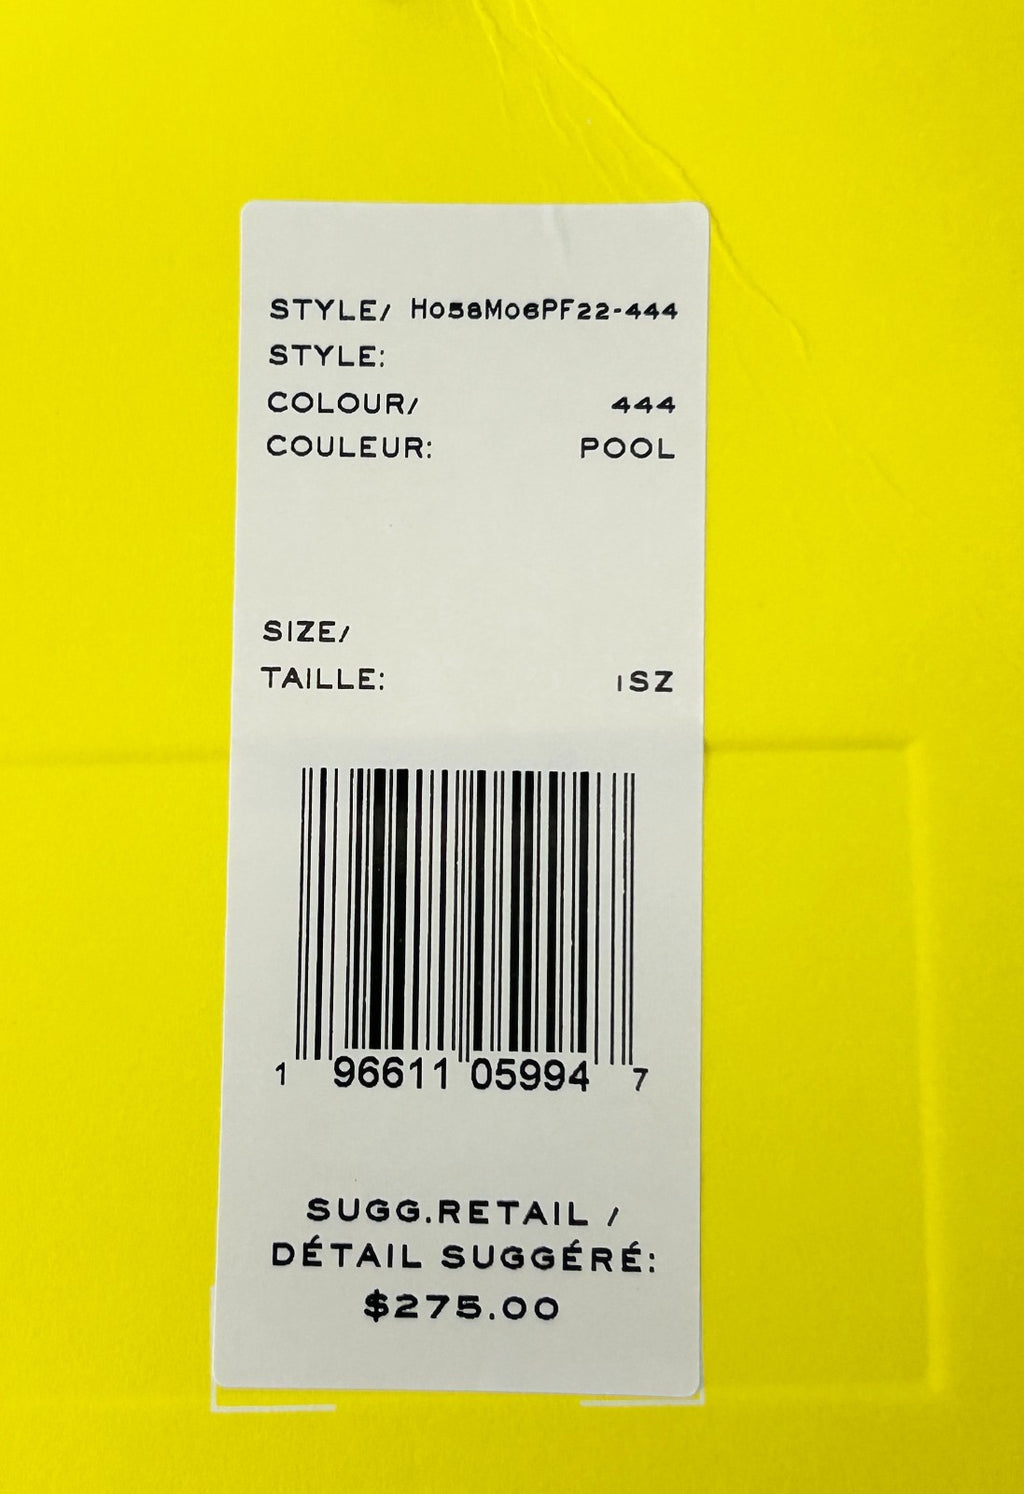 STYLE/ H058M06PF22-444
STYLE:
COLOUR/ 444
COULEUR: POOL
SIZE/
TAILLE: 1SZ
1 96611 05994 7
SUGG.RETAIL /
DÉTAIL SUGGÉRÉ:
$275.00